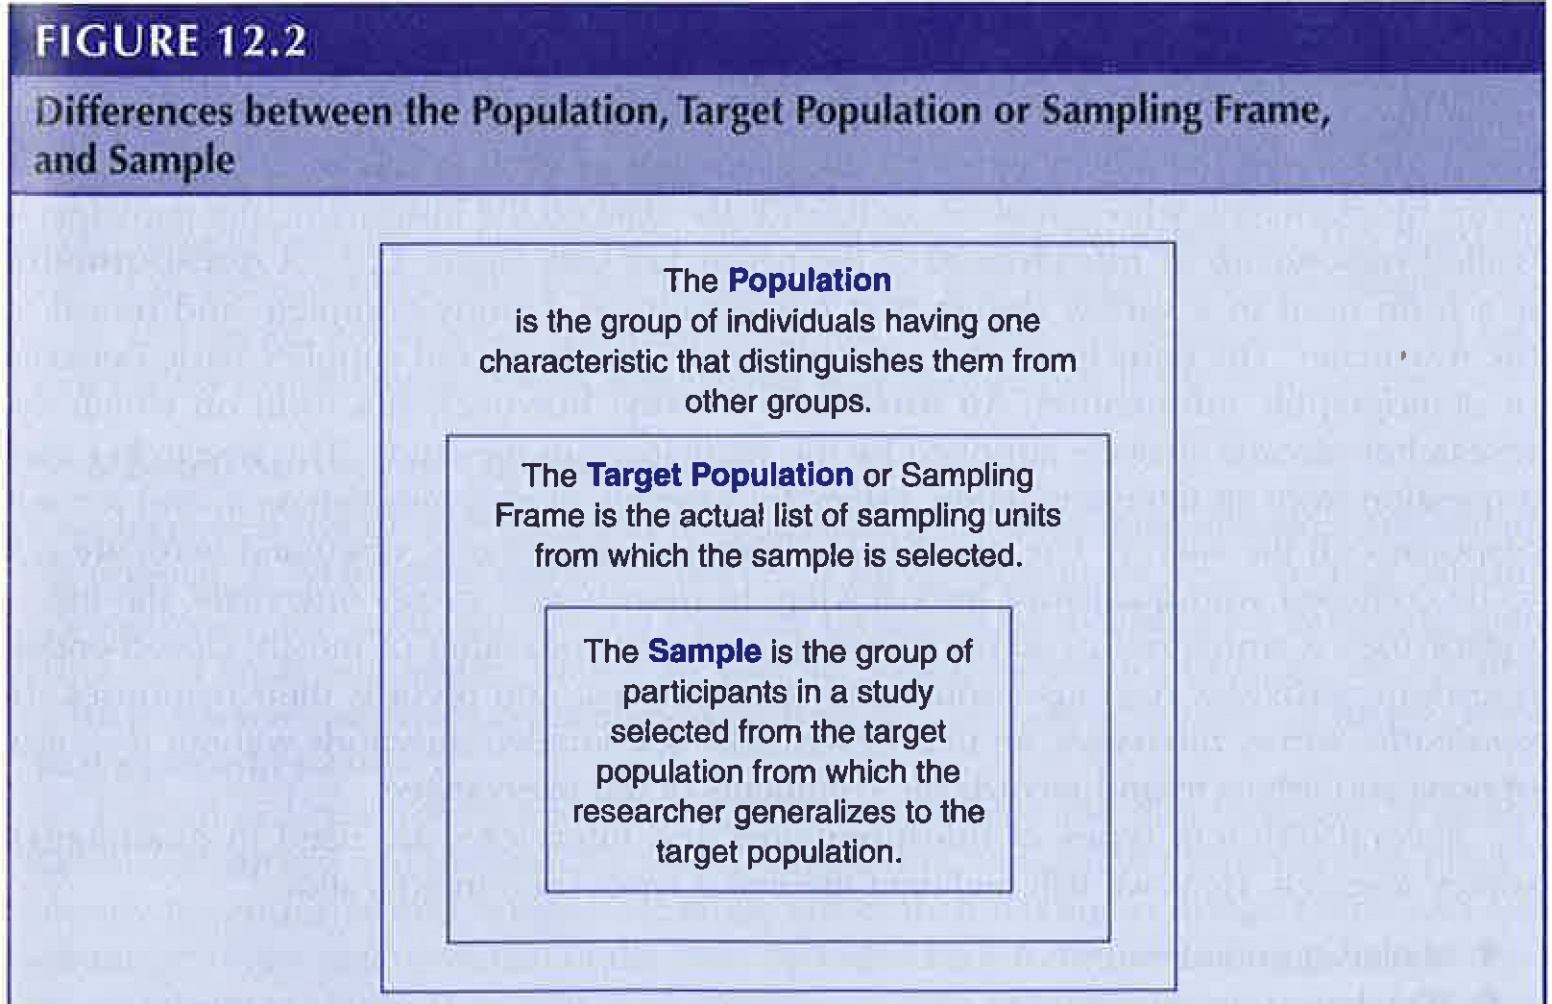 FIGURE 12.2
Differences between the Population, Target Population or Sampling Frame,
and Sample
The Population
is the group of individuals having one
characteristic that distinguishes them from
other groups.
The Target Population or Sampling
Frame is the actual list of sampling units
from which the sample is selected.
The Sample is the group of
participants in a study
selected from the target
population from which the
researcher generalizes to the
target population.